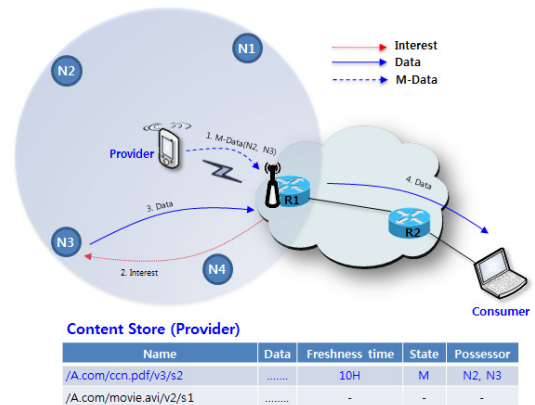 N1
N2
Interest
Data
M-Data
1. M-Data(N2, N3)
Provider
4. Data
3. Data
R1
N3
R2
2. Interest
N4
Consumer
Content Store (Provider)
Name Data Freshness time State Possessor
/A.com/ccn.pdf/v3/s2 ....... 10H M N2, N3
/A.com/movie.avi/v2/s1 ........ - - -